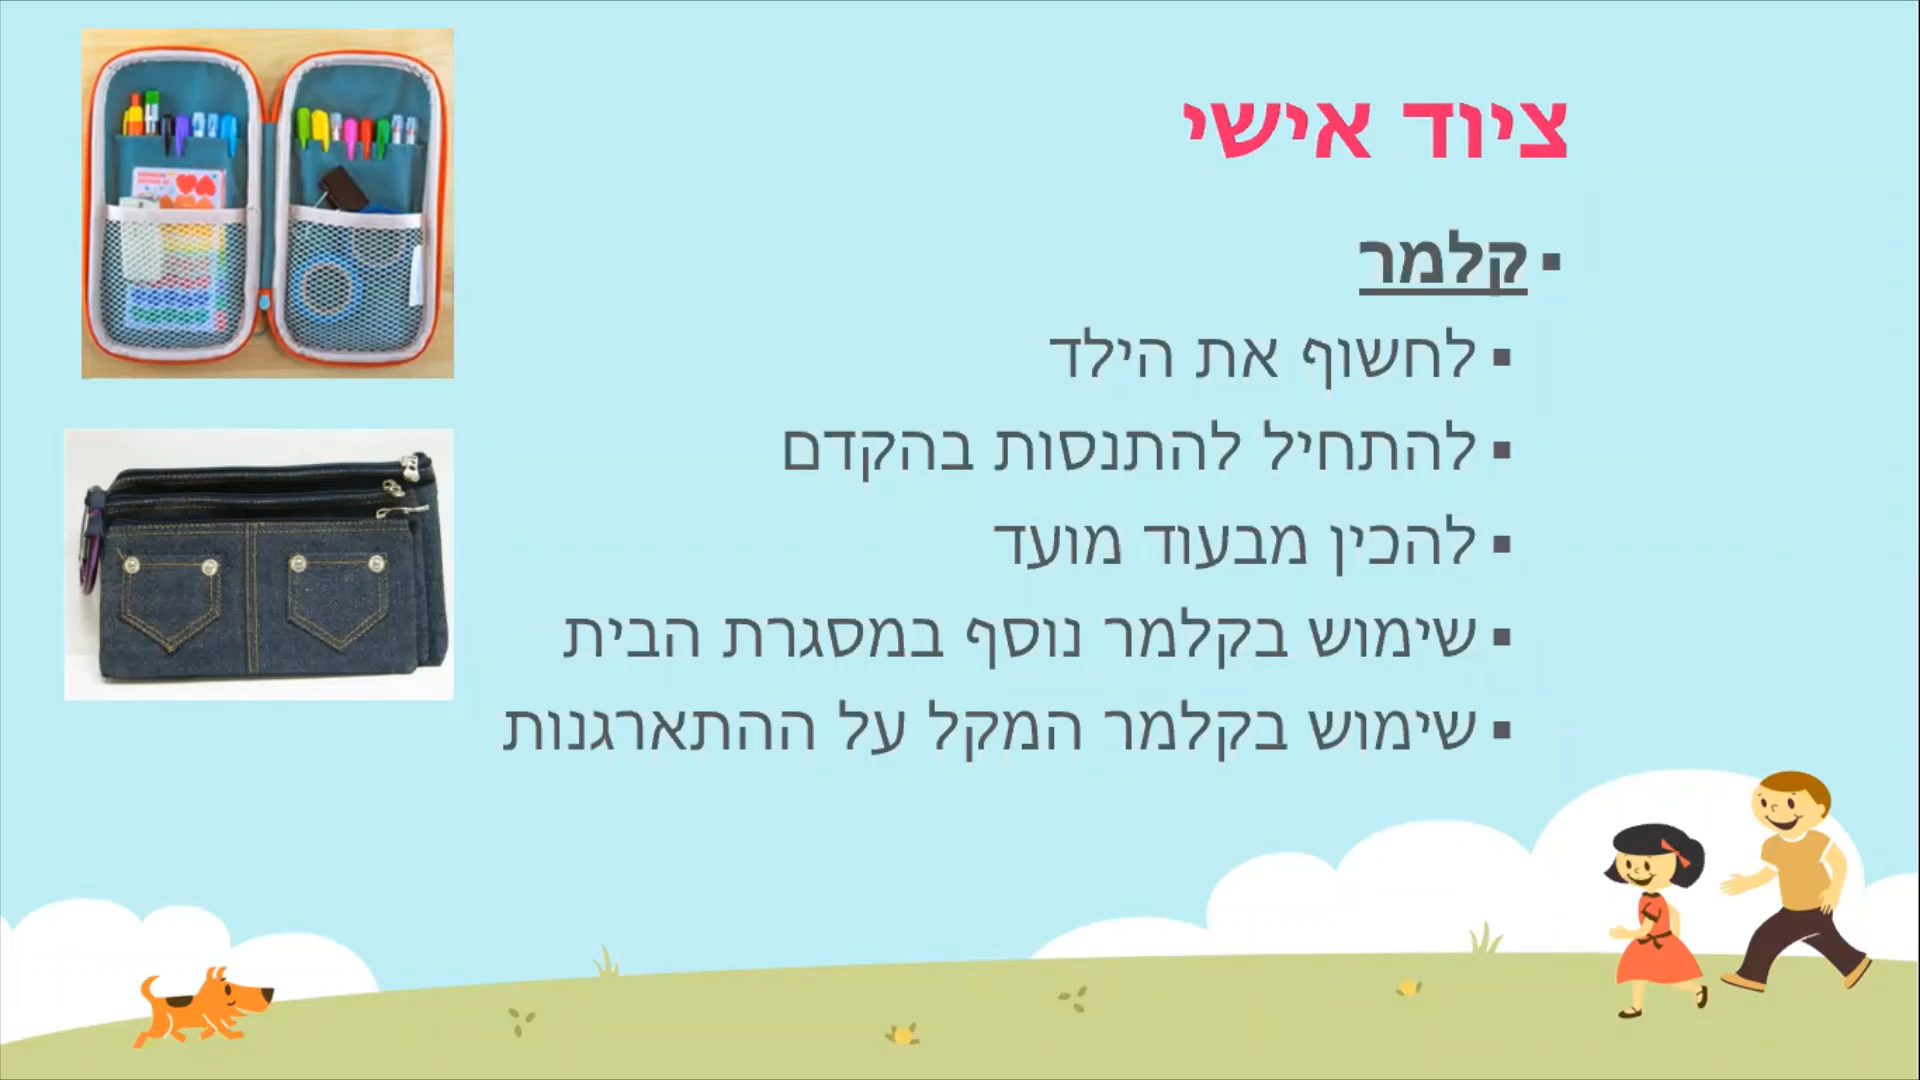 ציוד אישי
▪ קלמר
▪ לחשוף את הילד
▪ להתחיל להתנסות בהקדם
▪ להכין מבעוד מועד
▪ שימוש בקלמר נוסף במסגרת הבית
▪ שימוש בקלמר המקל על ההתארגנות